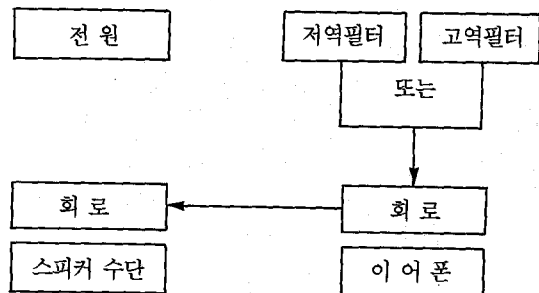 전 원
저역필터 고역필터
또는
회 로 회 로
스피커 수단 이 어 폰